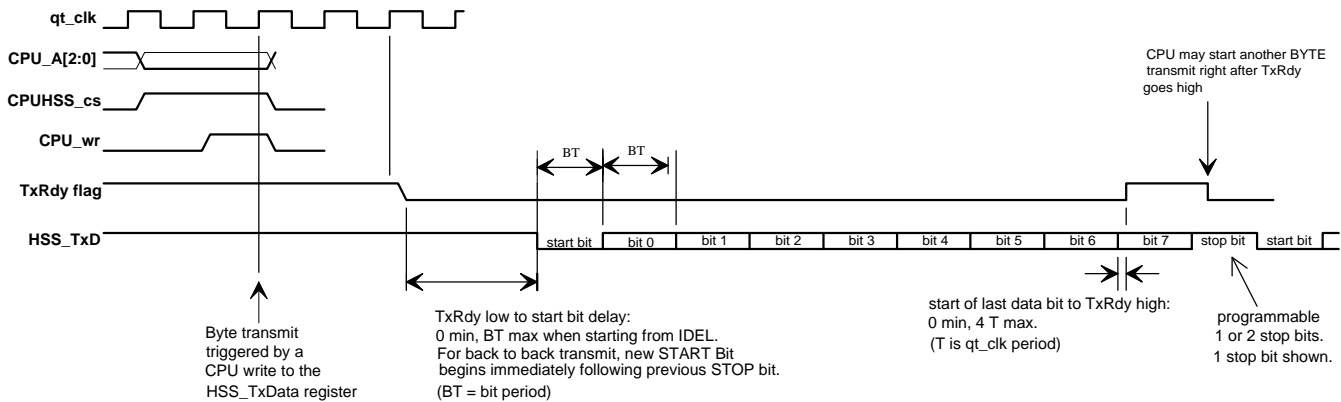 qt_clk
CPU_A[2:0]
CPUHSS_cs
CPU_wr
TxRdy flag
HSS_TxD
CPU may start another BYTE
transmit right after TxRdy
goes high
BT
BT
start bit
bit 0
bit 1
bit 2
bit 3
bit 4
bit 5
bit 6
bit 7
stop bit
start bit
Byte transmit
triggered by a
CPU write to the
HSS_TxData register
TxRdy low to start bit delay:
0 min, BT max when starting from IDEL.
For back to back transmit, new START Bit
begins immediately following previous STOP bit.
(BT = bit period)
start of last data bit to TxRdy high:
0 min, 4 T max.
(T is qt_clk period)
programmable
1 or 2 stop bits.
1 stop bit shown.